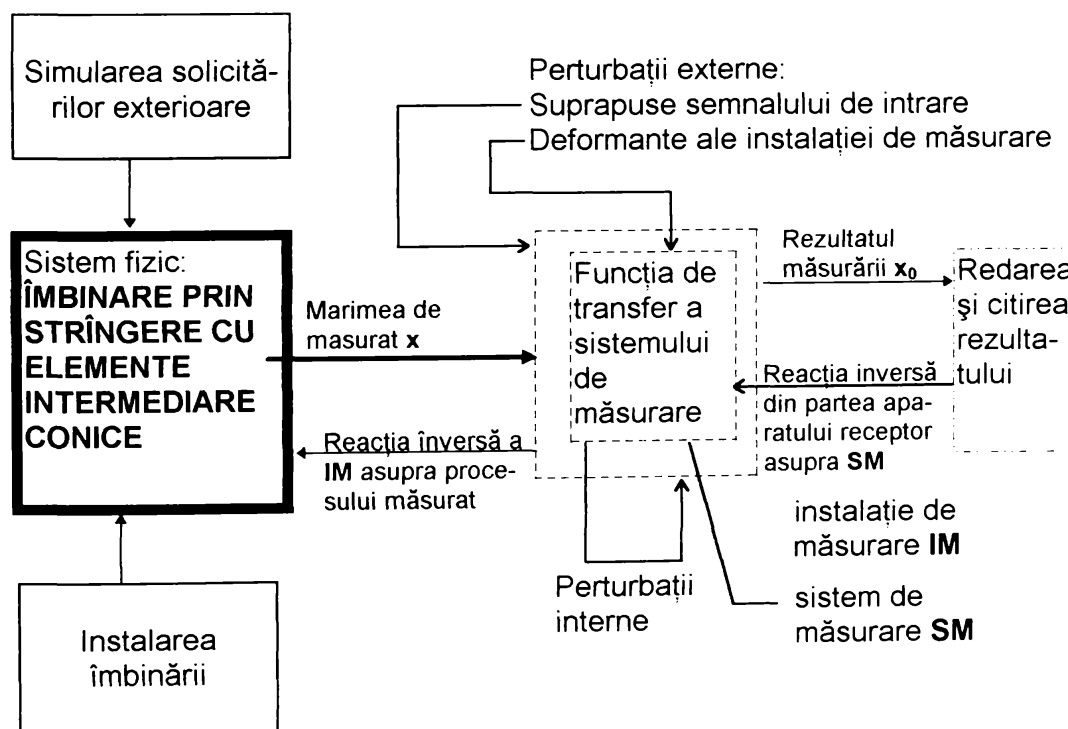 Simularea solicită-
rilor exterioare
Perturbații externe:
Suprapuse semnalului de intrare
Deformante ale instalației de măsurare
Sistem fizic:
ÎMBINARE PRIN
STRÎNGERE CU
ELEMENTE
INTERMEDIARE
CONICE
Marimea de
masurat x
Reacția înversă a
IM asupra proce-
sului măsurat
Funcția de
transfer a
sistemului
de
măsurare
Rezultatul
măsurării x₀
Reacția inversă
din partea apa-
ratului receptor
asupra SM
Redarea
și citirea
rezulta-
tului
Perturbații
interne
instalație de
măsurare IM
sistem de
măsurare SM
Instalarea
îmbinării